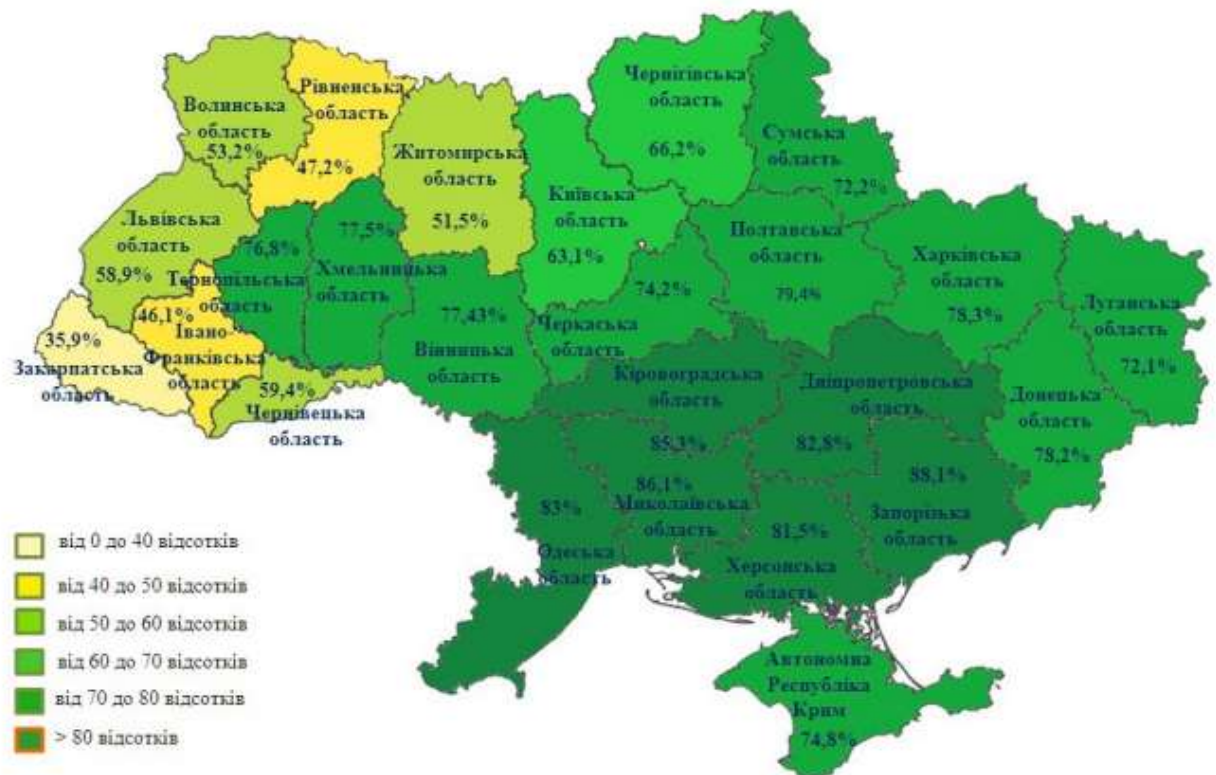 Волинська
область
53,2%
Рівненська
область
47,2%
Житомирська
область
51,5%
Київська
область
63,1%
Чернігівська
область
66,2%
Сумська
область
72,2%
Львівська
область
58,9%
Тернопільська
область
76,8%
Хмельницька
область
77,5%
Вінницька
область
77,43%
Черкаська
область
74,2%
Полтавська
область
79,4%
Харківська
область
78,3%
Луганська
область
72,1%
Закарпатська
область
35,9%
46,1%
Івано
Франківська
область
59,4%
Чернівецька
область
Кіровоградська
область
85,3%
Дніпропетровська
область
82,8%
Донецька
область
78,2%
83%
Одеська
область
86,1%
Миколаївська
область
81,5%
Херсонська
область
88,1%
Запорізька
область
Автономна
Республіка
Крим
74,8%
від 0 до 40 відсотків
від 40 до 50 відсотків
від 50 до 60 відсотків
від 60 до 70 відсотків
від 70 до 80 відсотків
> 80 відсотків